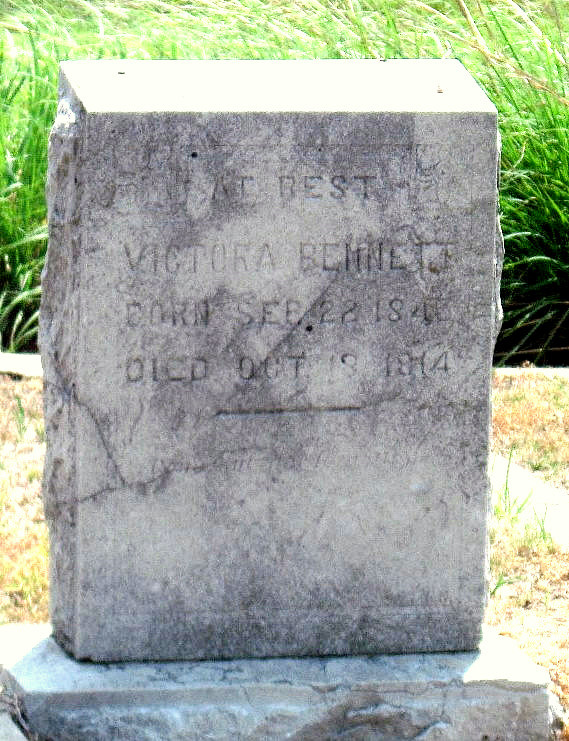 AT REST
VICTORA BENNETT
BORN SEP. 22
DIED OCT 18 1914